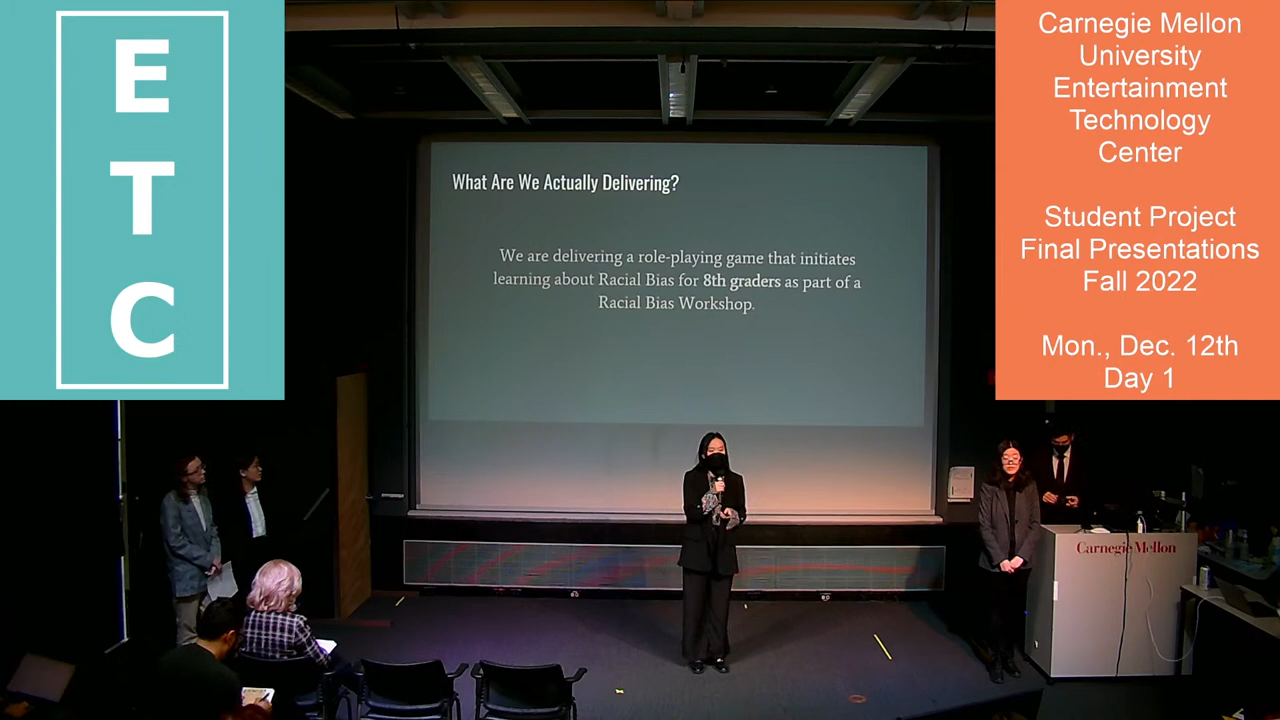 E
T
C
What Are We Actually Delivering?
We are delivering a role-playing game that initiates
learning about Racial Bias for 8th graders as part of a
Racial Bias Workshop.
Carnegie Mellon
University
Entertainment
Technology
Center
Student Project
Final Presentations
Fall 2022
Mon., Dec. 12th
Day 1
Carnegie Mellon